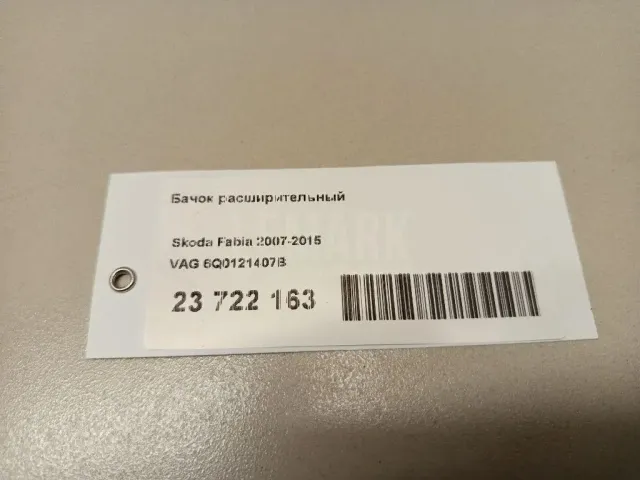 Бачок расширительный
Skoda Fabia 2007-2015
VAG 6Q0121407B
23 722 163